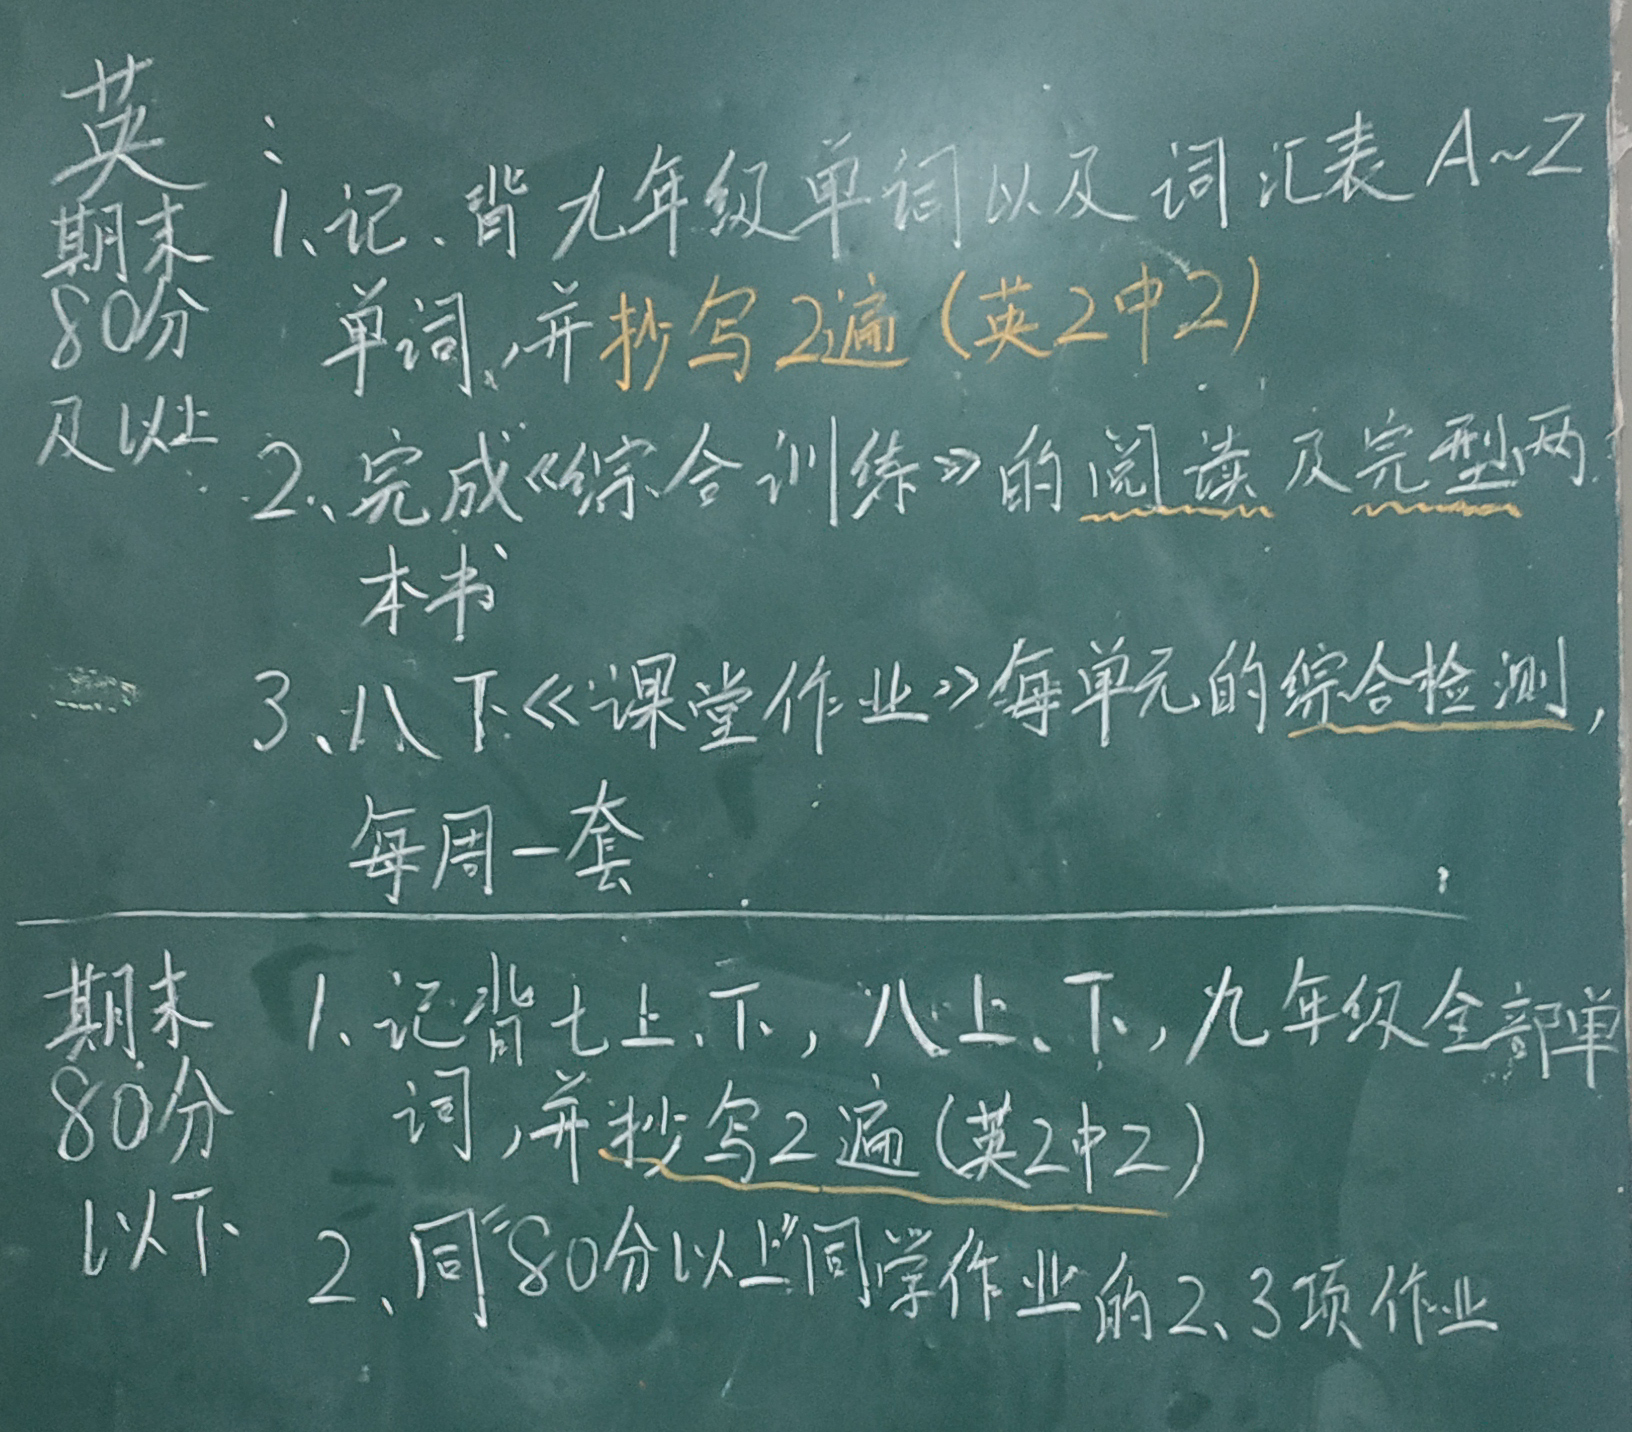 英：
期末
80分
及以上
1、记、背九年级单词以及词汇表A~Z
单词，并抄写2遍（英2中2）
2、完成《综合训练》的阅读及完型两
本书
3、八下《课堂作业》每单元的综合检测，
每周一套
期末
80分
以下
1、记背七上、下，八上、下，九年级全部单
词，并抄写2遍（英2中2）
2、同“80分以上”同学作业的2、3项作业